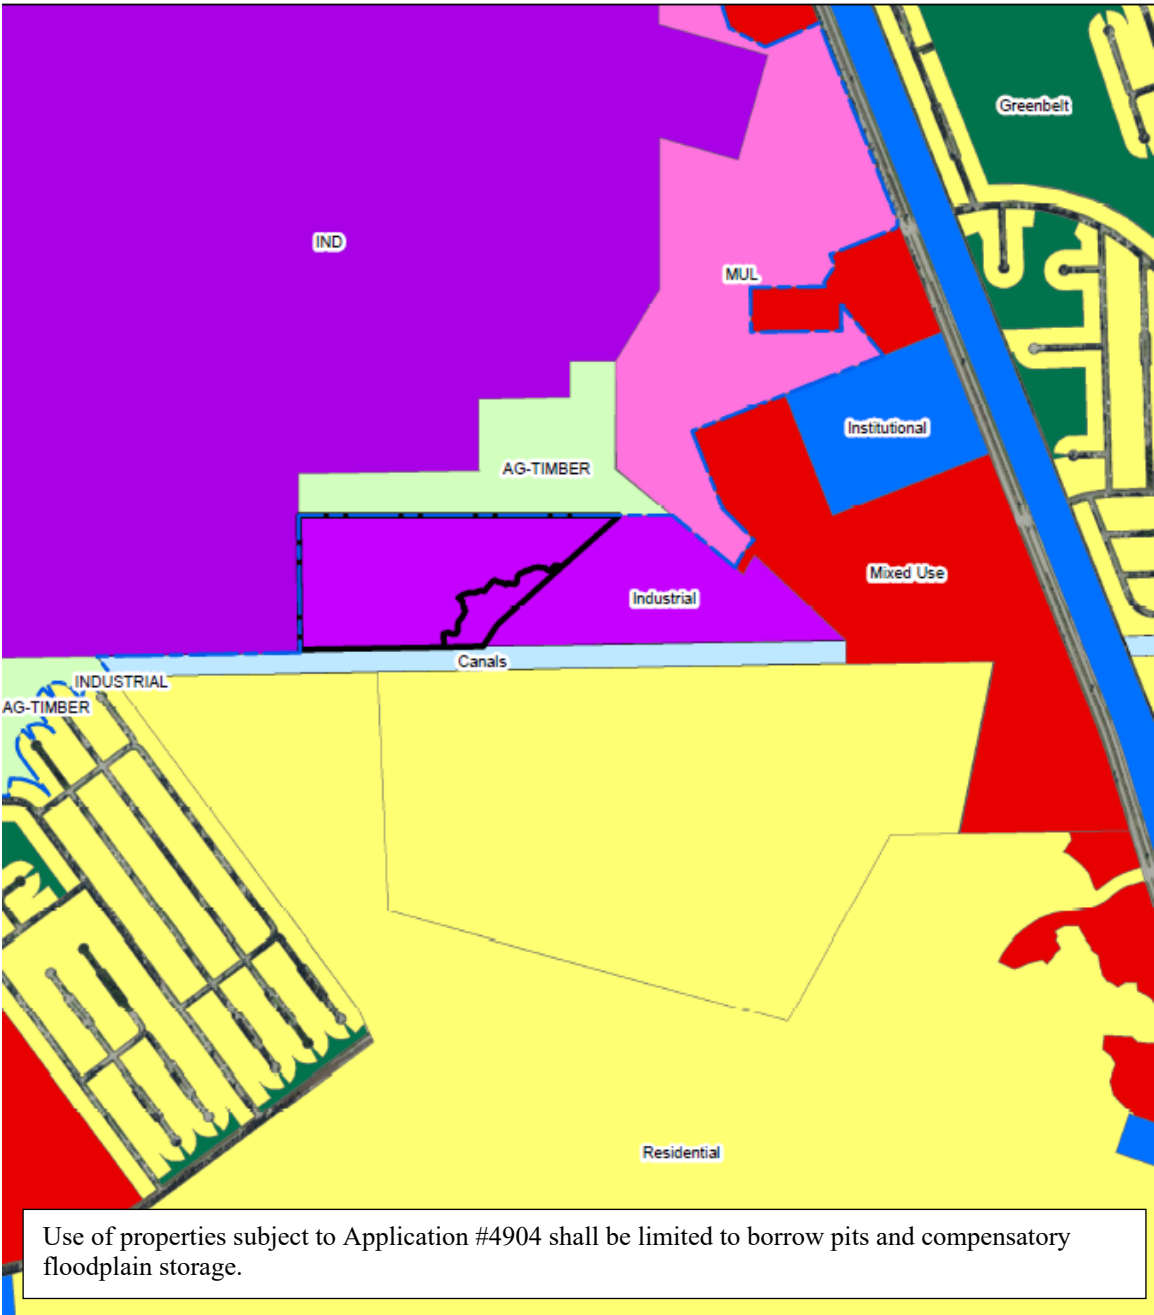 Greenbelt
IND
MUL
Institutional
AG-TIMBER
Mixed Use
Industrial
Canals
INDUSTRIAL
AG-TIMBER
Residential
Use of properties subject to Application #4904 shall be limited to borrow pits and compensatory
floodplain storage.